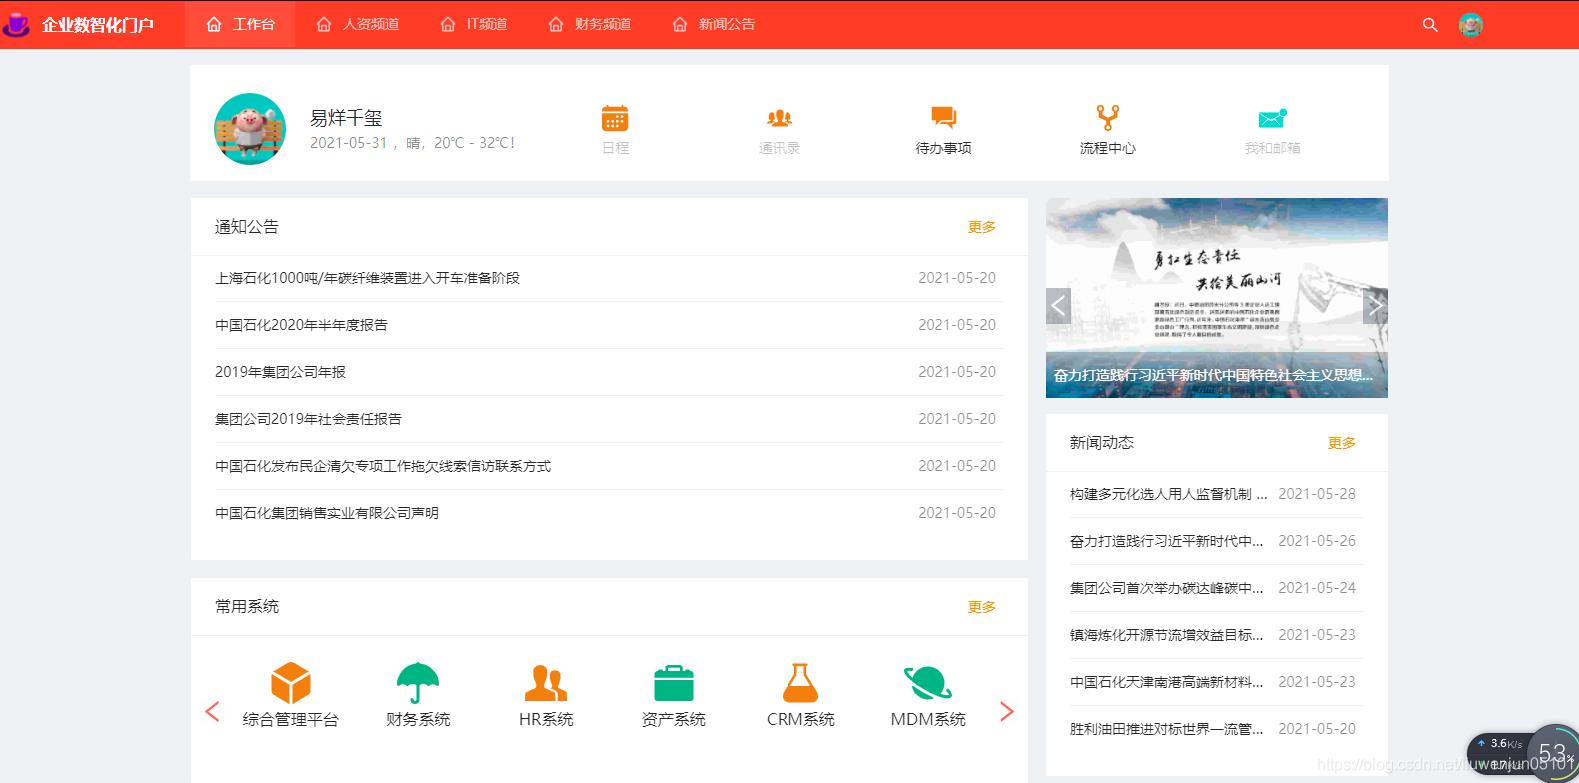 企业数智化门户 工作台 人资频道 IT频道 财务频道 新闻公告
易烊千玺
2021-05-31 ，晴，20℃ - 32℃!
日程 通讯录 待办事项 流程中心 我和邮箱
通知公告 更多
上海石化1000吨/年碳纤维装置进入开车准备阶段 2021-05-20
中国石化2020年半年度报告 2021-05-20
2019年集团公司年报 2021-05-20
集团公司2019年社会责任报告 2021-05-20
中国石化发布民企清欠专项工作拖欠线索信访联系方式 2021-05-20
中国石化集团销售实业有限公司声明 2021-05-20
常用系统 更多
综合管理平台 财务系统 HR系统 资产系统 CRM系统 MDM系统
勇担生态责任
共绘美丽山河
奋力打造践行习近平新时代中国特色社会主义思想...
新闻动态 更多
构建多元化选人用人监督机制 ... 2021-05-28
奋力打造践行习近平新时代中... 2021-05-26
集团公司首次举办碳达峰碳中... 2021-05-24
镇海炼化开源节流增效益目标... 2021-05-23
中国石化天津南港高端新材料... 2021-05-23
胜利油田推进对标世界一流管... 2021-05-20
3.6K/s
53%
https://blog.csdn.net/liuwenjun05101